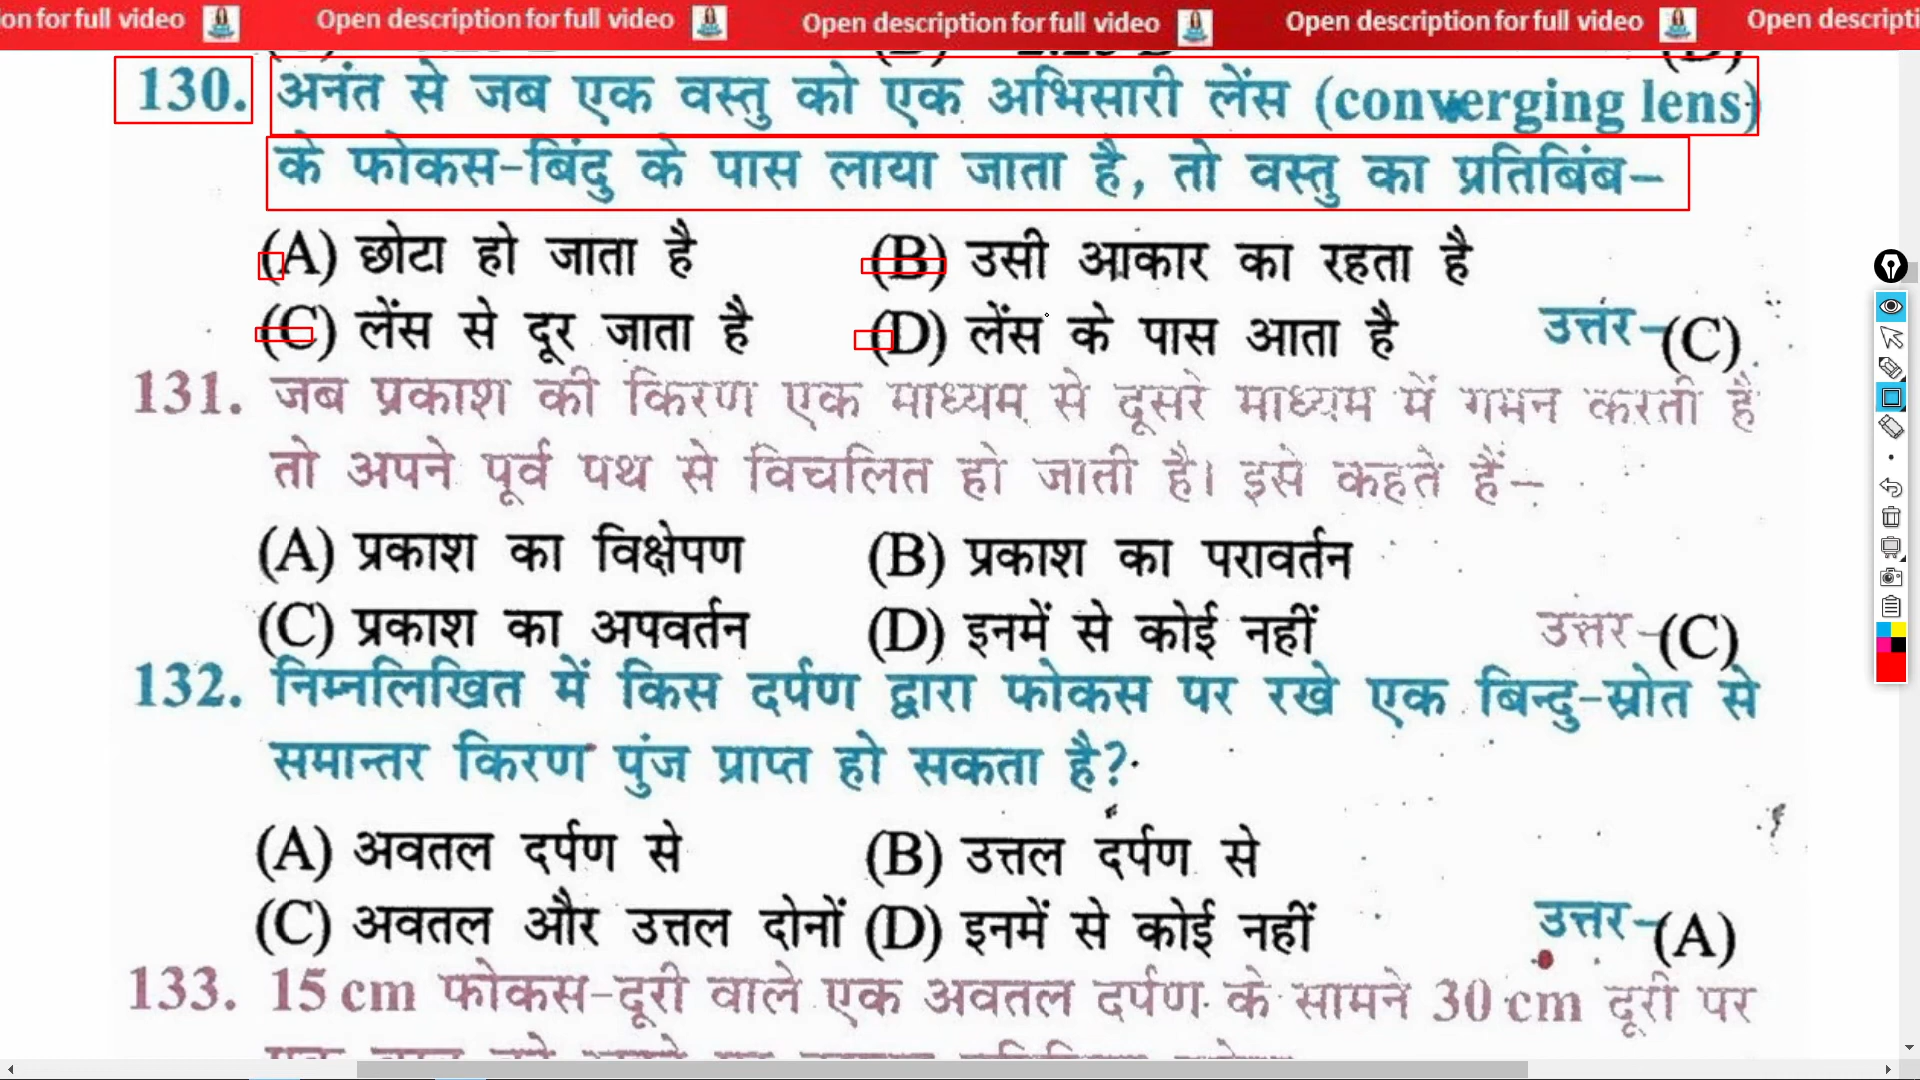 on for full video Open description for full video Open description for full video Open description for full video Open descripti
130. अनंत से जब एक वस्तु को एक अभिसारी लेंस (converging lens)
के फोकस-बिंदु के पास लाया जाता है, तो वस्तु का प्रतिबिंब–
(A) छोटा हो जाता है (B) उसी आकार का रहता है
(C) लेंस से दूर जाता है (D) लेंस के पास आता है उत्तर–(C)
131. जब प्रकाश की किरण एक माध्यम से दूसरे माध्यम में गमन करती है
तो अपने पूर्व पथ से विचलित हो जाती है। इसे कहते हैं–
(A) प्रकाश का विक्षेपण (B) प्रकाश का परावर्तन
(C) प्रकाश का अपवर्तन (D) इनमें से कोई नहीं उत्तर–(C)
132. निम्नलिखित में किस दर्पण द्वारा फोकस पर रखे एक बिन्दु-स्रोत से
समान्तर किरण पुंज प्राप्त हो सकता है?
(A) अवतल दर्पण से (B) उत्तल दर्पण से
(C) अवतल और उत्तल दोनों (D) इनमें से कोई नहीं उत्तर–(A)
133. 15 cm फोकस-दूरी वाले एक अवतल दर्पण के सामने 30 cm दूरी पर